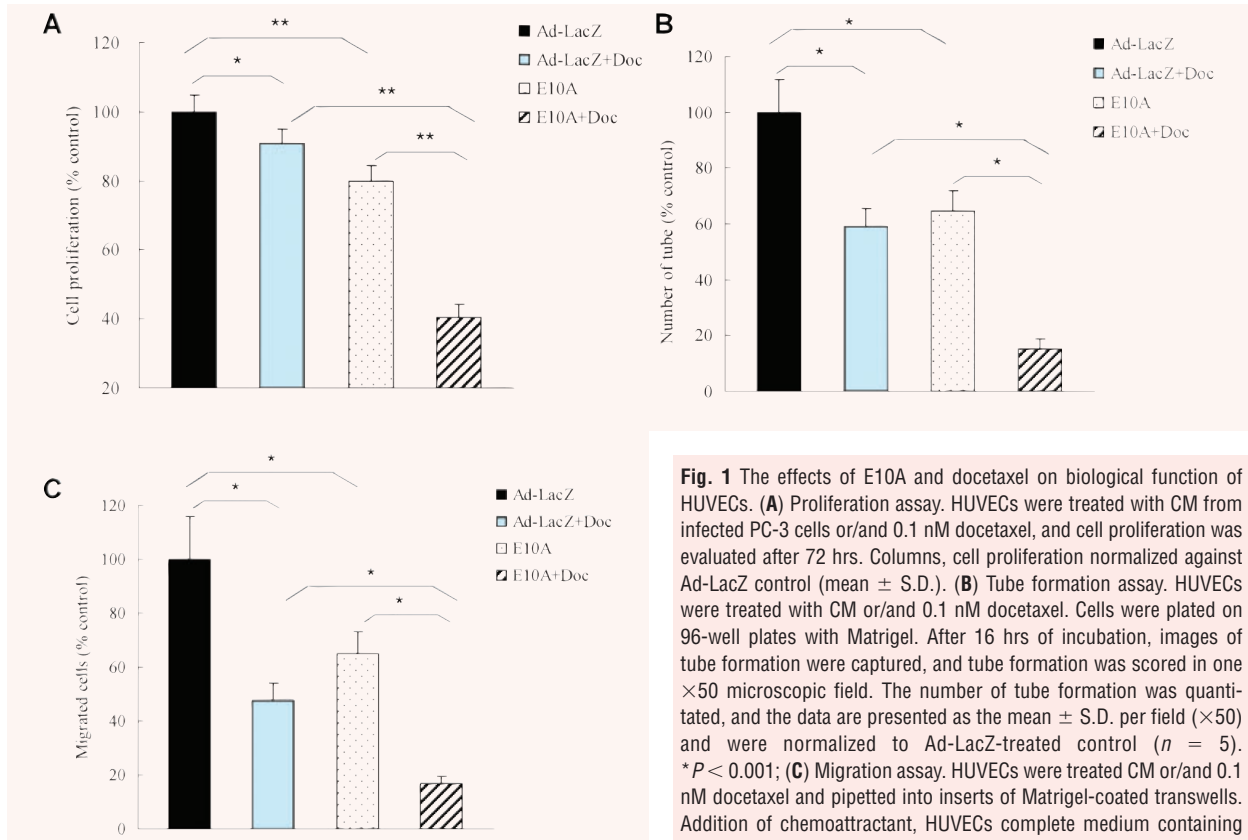 A
120
100
80
60
40
20
Cell proliferation (% control)
**
*
**
**
Ad-LacZ
Ad-LacZ+Doc
E10A
E10A+Doc
B
120
100
80
60
40
20
0
Number of tube (% control)
*
*
*
*
Ad-LacZ
Ad-LacZ+Doc
E10A
E10A+Doc
C
120
100
80
60
40
20
0
Migrated cells (% control)
*
*
*
*
Ad-LacZ
Ad-LacZ+Doc
E10A
E10A+Doc
Fig. 1 The effects of E10A and docetaxel on biological function of
HUVECs. (A) Proliferation assay. HUVECs were treated with CM from
infected PC-3 cells or/and 0.1 nM docetaxel, and cell proliferation was
evaluated after 72 hrs. Columns, cell proliferation normalized against
Ad-LacZ control (mean ± S.D.). (B) Tube formation assay. HUVECs
were treated with CM or/and 0.1 nM docetaxel. Cells were plated on
96-well plates with Matrigel. After 16 hrs of incubation, images of
tube formation were captured, and tube formation was scored in one
×50 microscopic field. The number of tube formation was quanti-
tated, and the data are presented as the mean ± S.D. per field (×50)
and were normalized to Ad-LacZ-treated control (n = 5).
*P < 0.001; (C) Migration assay. HUVECs were treated CM or/and 0.1
nM docetaxel and pipetted into inserts of Matrigel-coated transwells.
Addition of chemoattractant, HUVECs complete medium containing